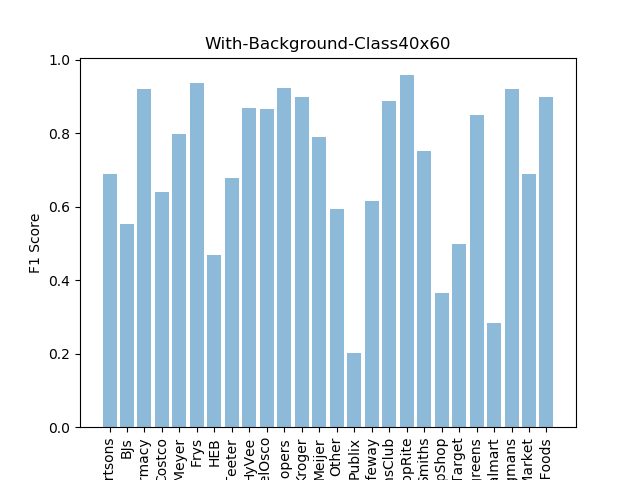 With-Background-Class40x60
F1 Score
1.0
0.8
0.6
0.4
0.2
0.0
rtsons
BJs
rmacy
Costco
Meyer
Frys
HEB
Teeter
HyVee
elOsco
opers
Kroger
Meijer
Other
Publix
feway
nsClub
opRite
Smiths
pShop
Target
greens
almart
gmans
Market
Foods